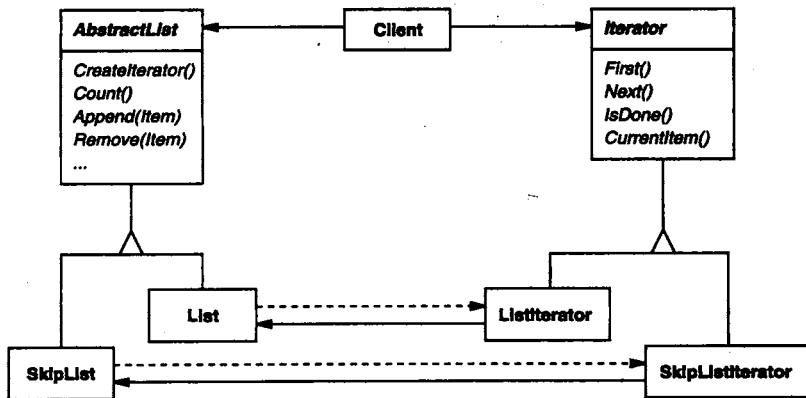 AbstractList
CreateIterator()
Count()
Append(Item)
Remove(Item)
...
Client
Iterator
First()
Next()
IsDone()
CurrentItem()
List
ListIterator
SkipList
SkipListIterator